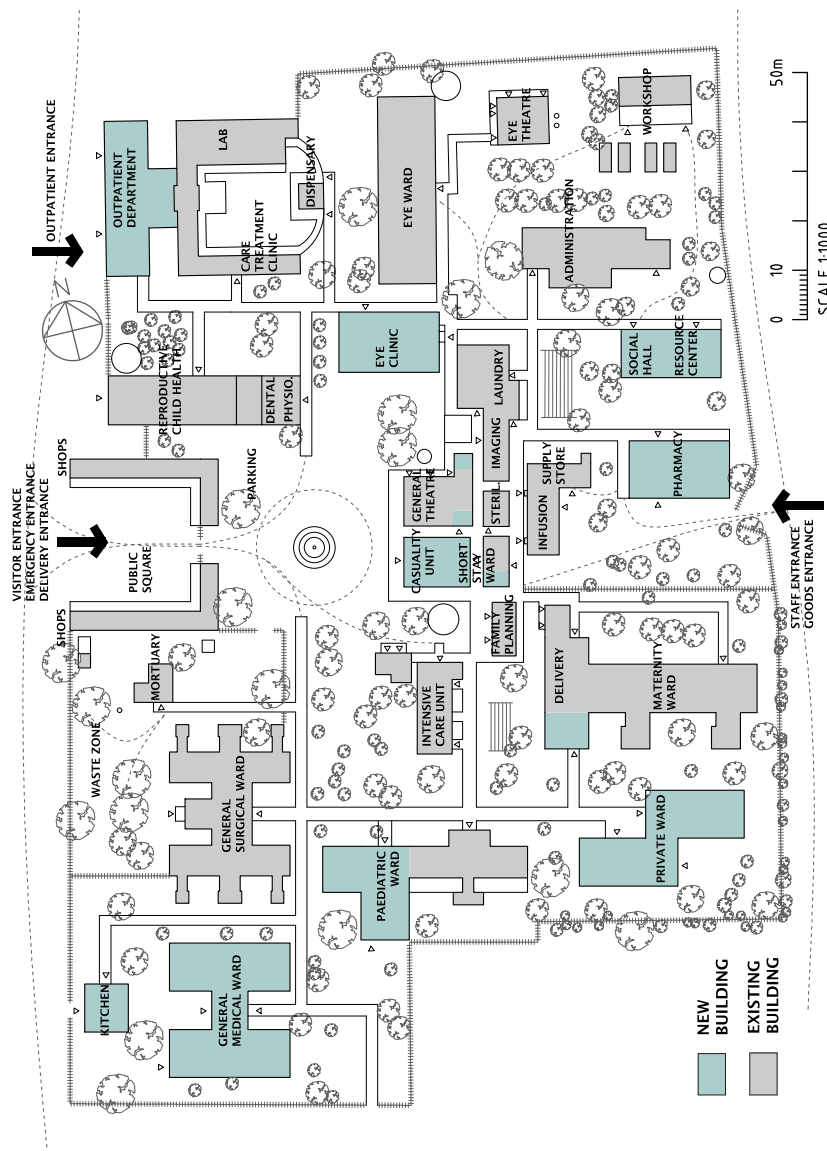 OUTPATIENT ENTRANCE
VISITOR ENTRANCE
EMERGENCY ENTRANCE
DELIVERY ENTRANCE
STAFF ENTRANCE
GOODS ENTRANCE
N
SHOPS
SHOPS
PUBLIC
SQUARE
PARKING
OUTPATIENT
DEPARTMENT
LAB
CARE
TREATMENT
CLINIC
DISPENSARY
REPRODUCTIVE
CHILD HEALTH
DENTAL
PHYSIO.
EYE WARD
EYE
CLINIC
EYE
THEATRE
WORKSHOP
ADMINISTRATION
SOCIAL
HALL
RESOURCE
CENTER
LAUNDRY
IMAGING
STERIL.
GENERAL
THEATRE
CASUALITY
UNIT
SHORT
STAY
WARD
SUPPLY
STORE
INFUSION
PHARMACY
FAMILY
PLANNING
INTENSIVE
CARE UNIT
DELIVERY
MATERNITY
WARD
MORTUARY
WASTE ZONE
GENERAL
SURGICAL WARD
PAEDIATRIC
WARD
PRIVATE WARD
KITCHEN
GENERAL
MEDICAL WARD
NEW
BUILDING
EXISTING
BUILDING
0
10
50m
SCALE 1:1000